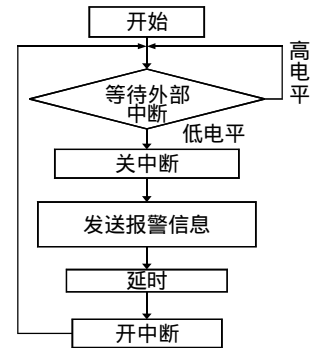 开始
高电平
等待外部
中断
低电平
关中断
发送报警信息
延时
开中断